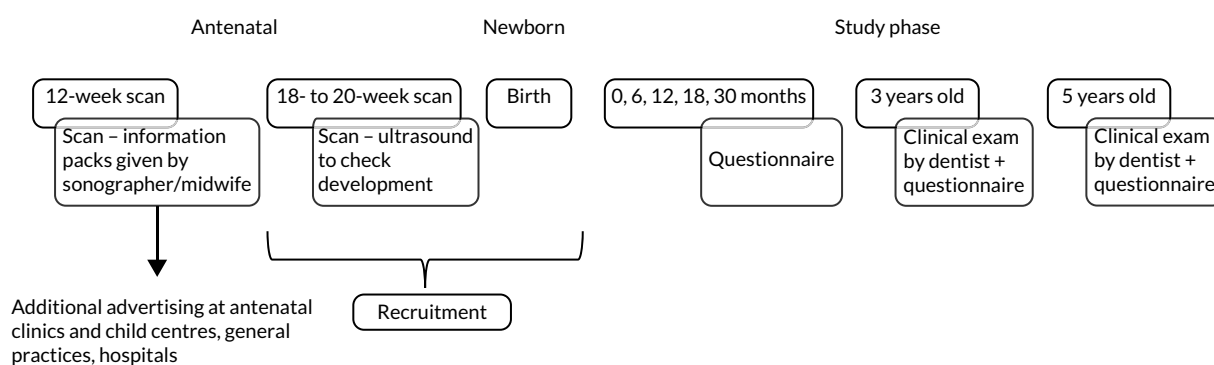 Antenatal
Newborn
Study phase
12-week scan
Scan – information
packs given by
sonographer/midwife
18- to 20-week scan
Scan – ultrasound
to check
development
Birth
0, 6, 12, 18, 30 months
Questionnaire
3 years old
Clinical exam
by dentist +
questionnaire
5 years old
Clinical exam
by dentist +
questionnaire
Additional advertising at antenatal
clinics and child centres, general
practices, hospitals
Recruitment